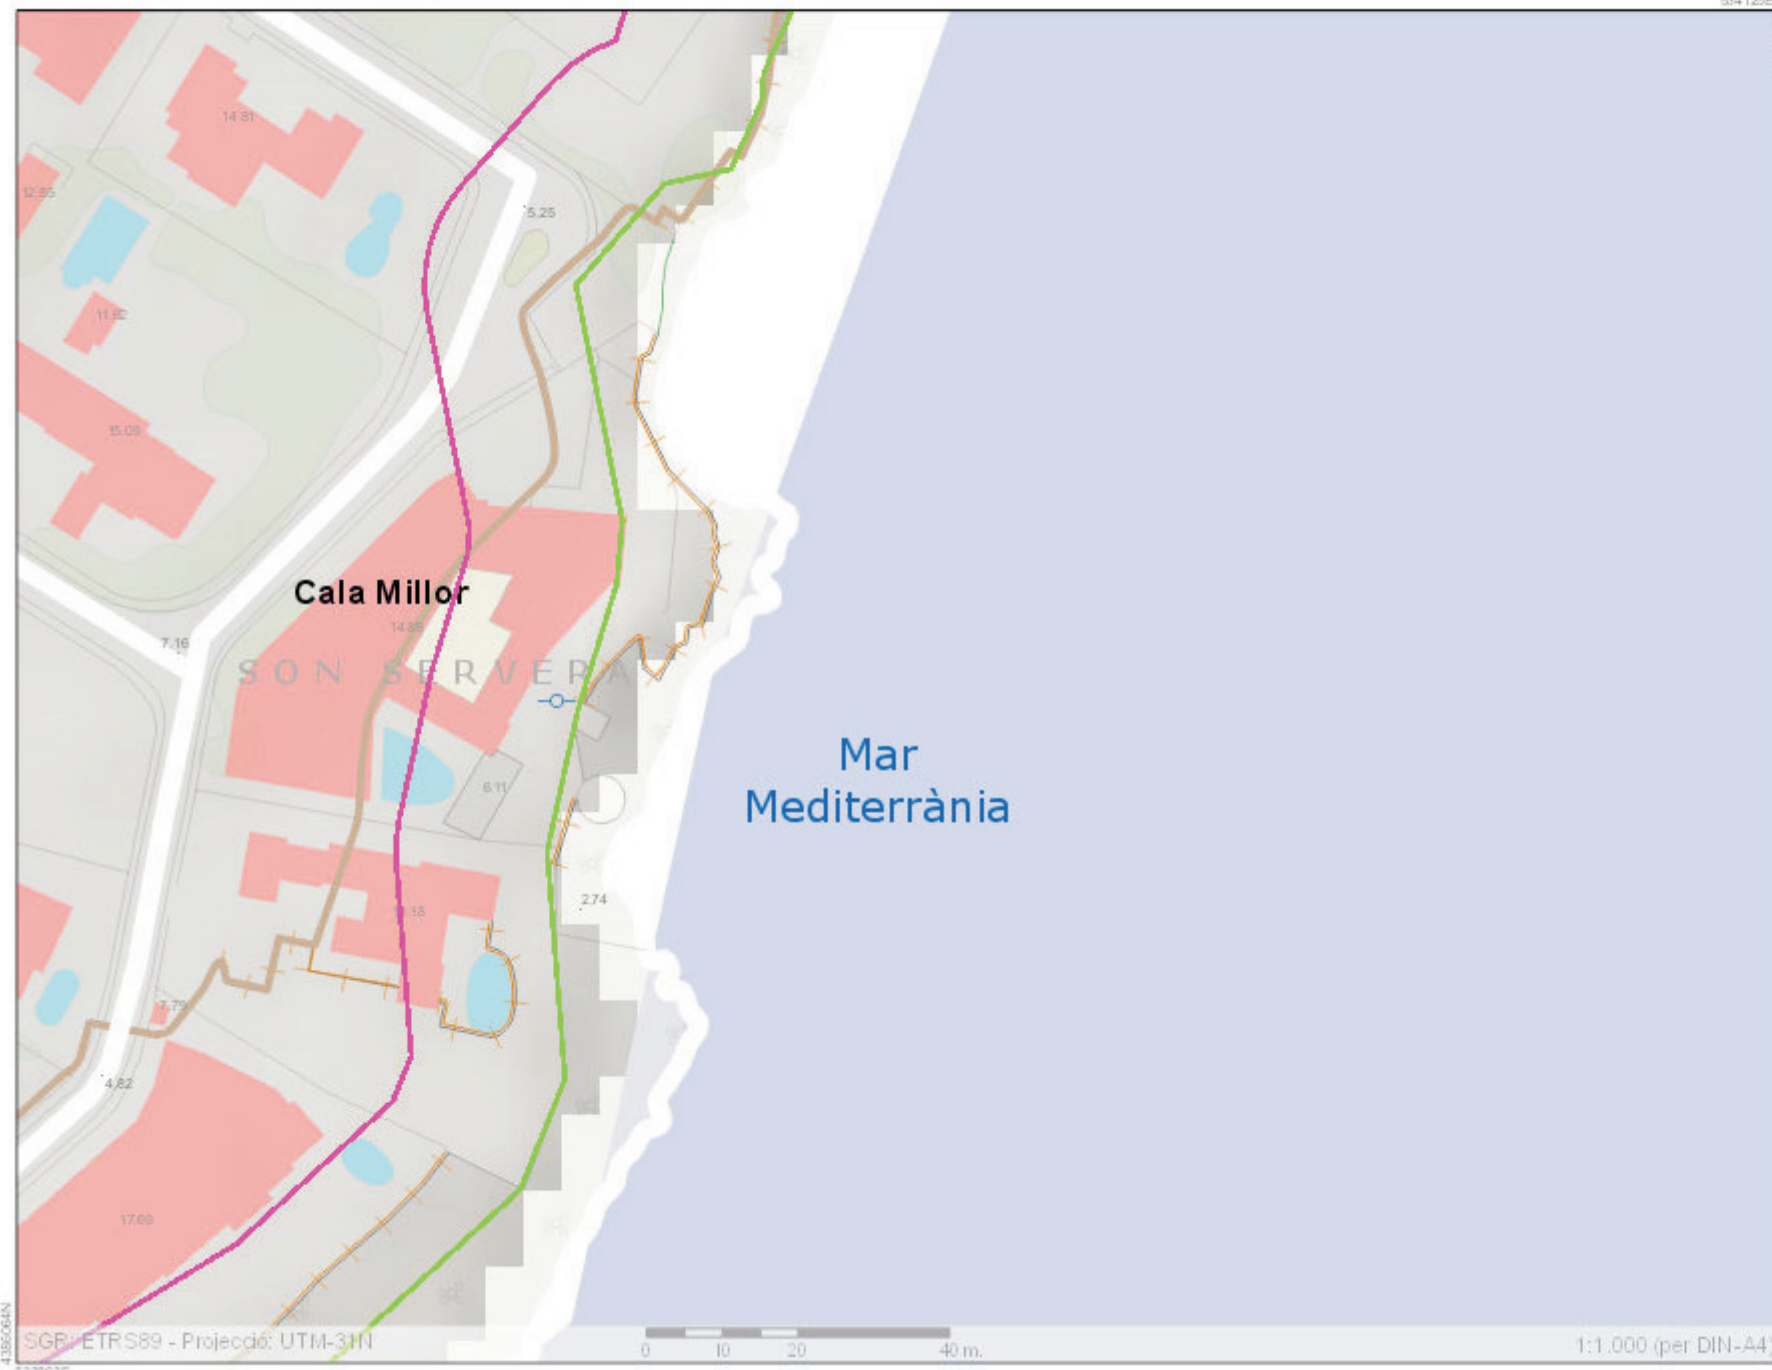 14.81
12.85
5.25
11.62
15.09
Cala Millor
14.85
7.16
SON SERVERA
Mar
Mediterrània
6.11
2.74
7.79
4.82
17.69
4386064N
SGR: ETRS89 - Projecció: UTM-31N
0 10 20 40 m.
1:1.000 (per DIN-A4)